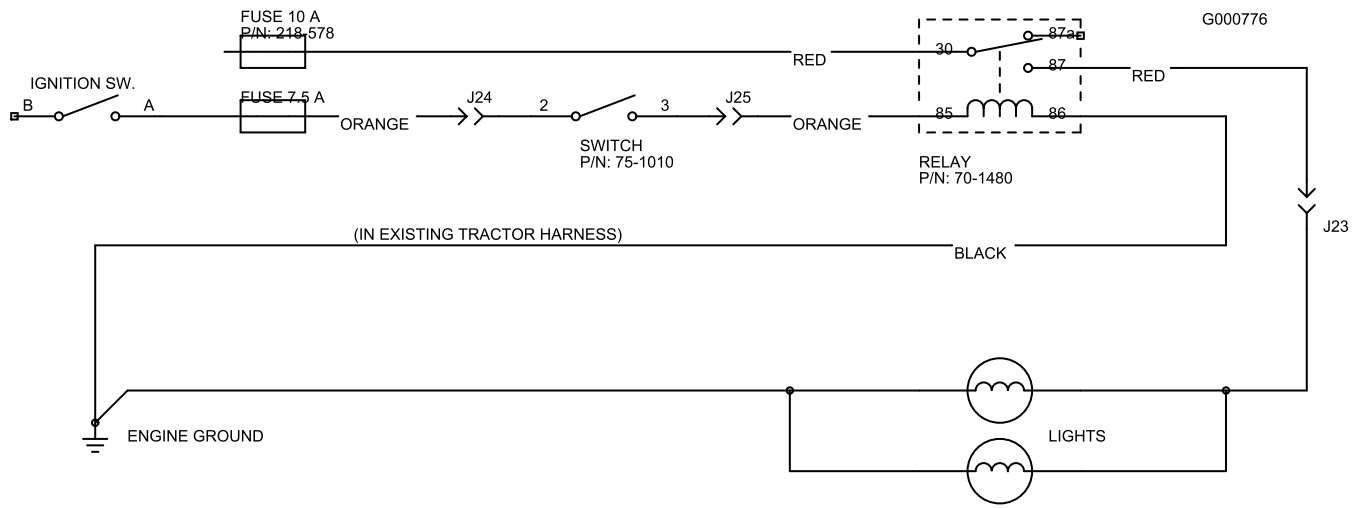 FUSE 10 A
P/N: 218-578
G000776
30
87a
RED
87
RED
IGNITION SW.
B
A
FUSE 7.5 A
ORANGE
J24
2
3
J25
ORANGE
85
86
SWITCH
P/N: 75-1010
RELAY
P/N: 70-1480
(IN EXISTING TRACTOR HARNESS)
BLACK
J23
ENGINE GROUND
LIGHTS